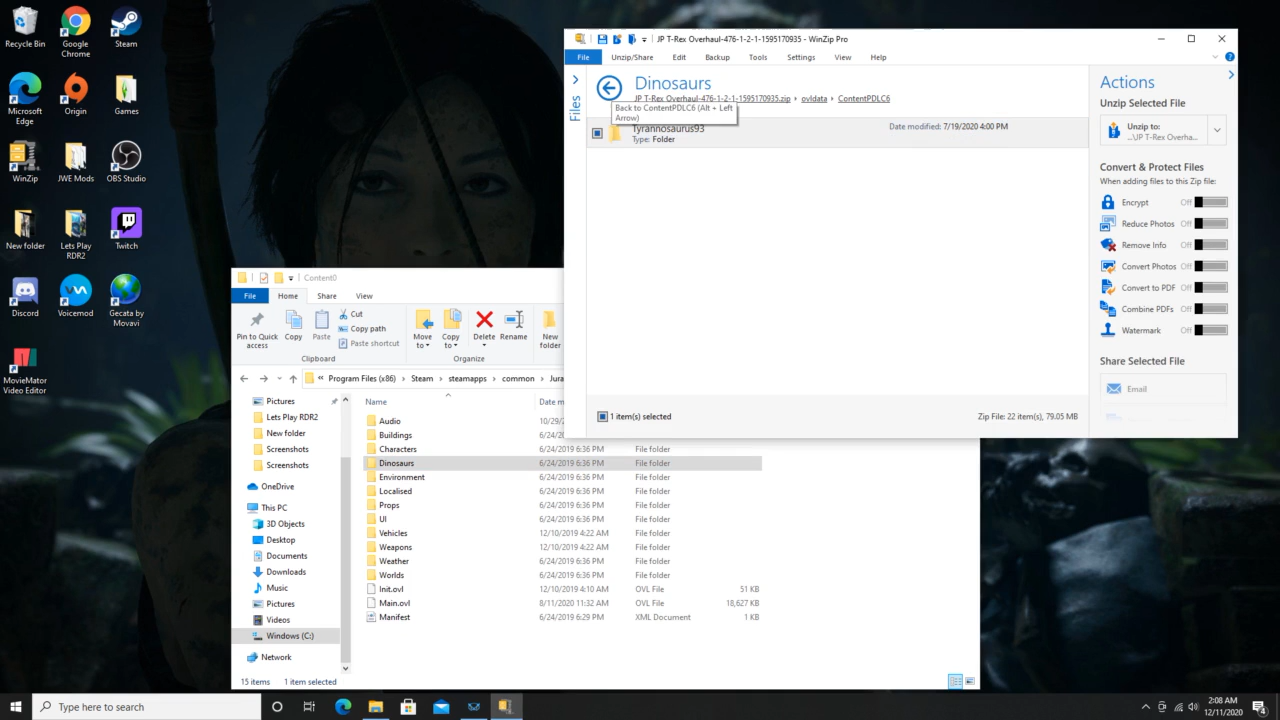 Recycle Bin
Google Chrome
Steam
Microsoft Edge
Origin
Games
WinZip
JWE Mods
OBS Studio
New folder
Lets Play RDR2
Twitch
Discord
Voicemod
Gecata by Movavi
MovieMator Video Editor
JP T-Rex Overhaul-476-1-2-1-1595170935 - WinZip Pro
File Unzip/Share Edit Backup Tools Settings View Help
Files
Dinosaurs
JP T-Rex Overhaul-476-1-2-1-1595170935.zip ovldata ContentPDLC6
Back to ContentPDLC6 (Alt + Left Arrow)
Tyrannosaurus93
Type: Folder
Date modified: 7/19/2020 4:00 PM
1 item(s) selected
Zip File: 22 item(s), 79.05 MB
Actions
Unzip Selected File
Unzip to:
...\JP T-Rex Overha...
Convert & Protect Files
When adding files to this Zip file:
Encrypt Off
Reduce Photos Off
Remove Info Off
Convert Photos Off
Convert to PDF Off
Combine PDFs Off
Watermark Off
Share Selected File
Email
Content0
File Home Share View
Pin to Quick access
Copy
Paste
Cut
Copy path
Paste shortcut
Clipboard
Move to
Copy to
Delete
Rename
Organize
New folder
« Program Files (x86) Steam steamapps common Jura
Pictures
Lets Play RDR2
New folder
Screenshots
Screenshots
OneDrive
This PC
3D Objects
Desktop
Documents
Downloads
Music
Pictures
Videos
Windows (C:)
Network
Name Date m
Audio 10/29/2
Buildings 6/24/20
Characters 6/24/2019 6:36 PM File folder
Dinosaurs 6/24/2019 6:36 PM File folder
Environment 6/24/2019 6:36 PM File folder
Localised 6/24/2019 6:36 PM File folder
Props 6/24/2019 6:36 PM File folder
UI 6/24/2019 6:36 PM File folder
Vehicles 12/10/2019 4:22 AM File folder
Weapons 12/10/2019 4:22 AM File folder
Weather 6/24/2019 6:36 PM File folder
Worlds 6/24/2019 6:36 PM File folder
Init.ovl 12/10/2019 4:10 AM OVL File 51 KB
Main.ovl 8/11/2020 11:32 AM OVL File 18,627 KB
Manifest 6/24/2019 6:29 PM XML Document 1 KB
15 items 1 item selected
Type here to search
2:08 AM
12/11/2020
4